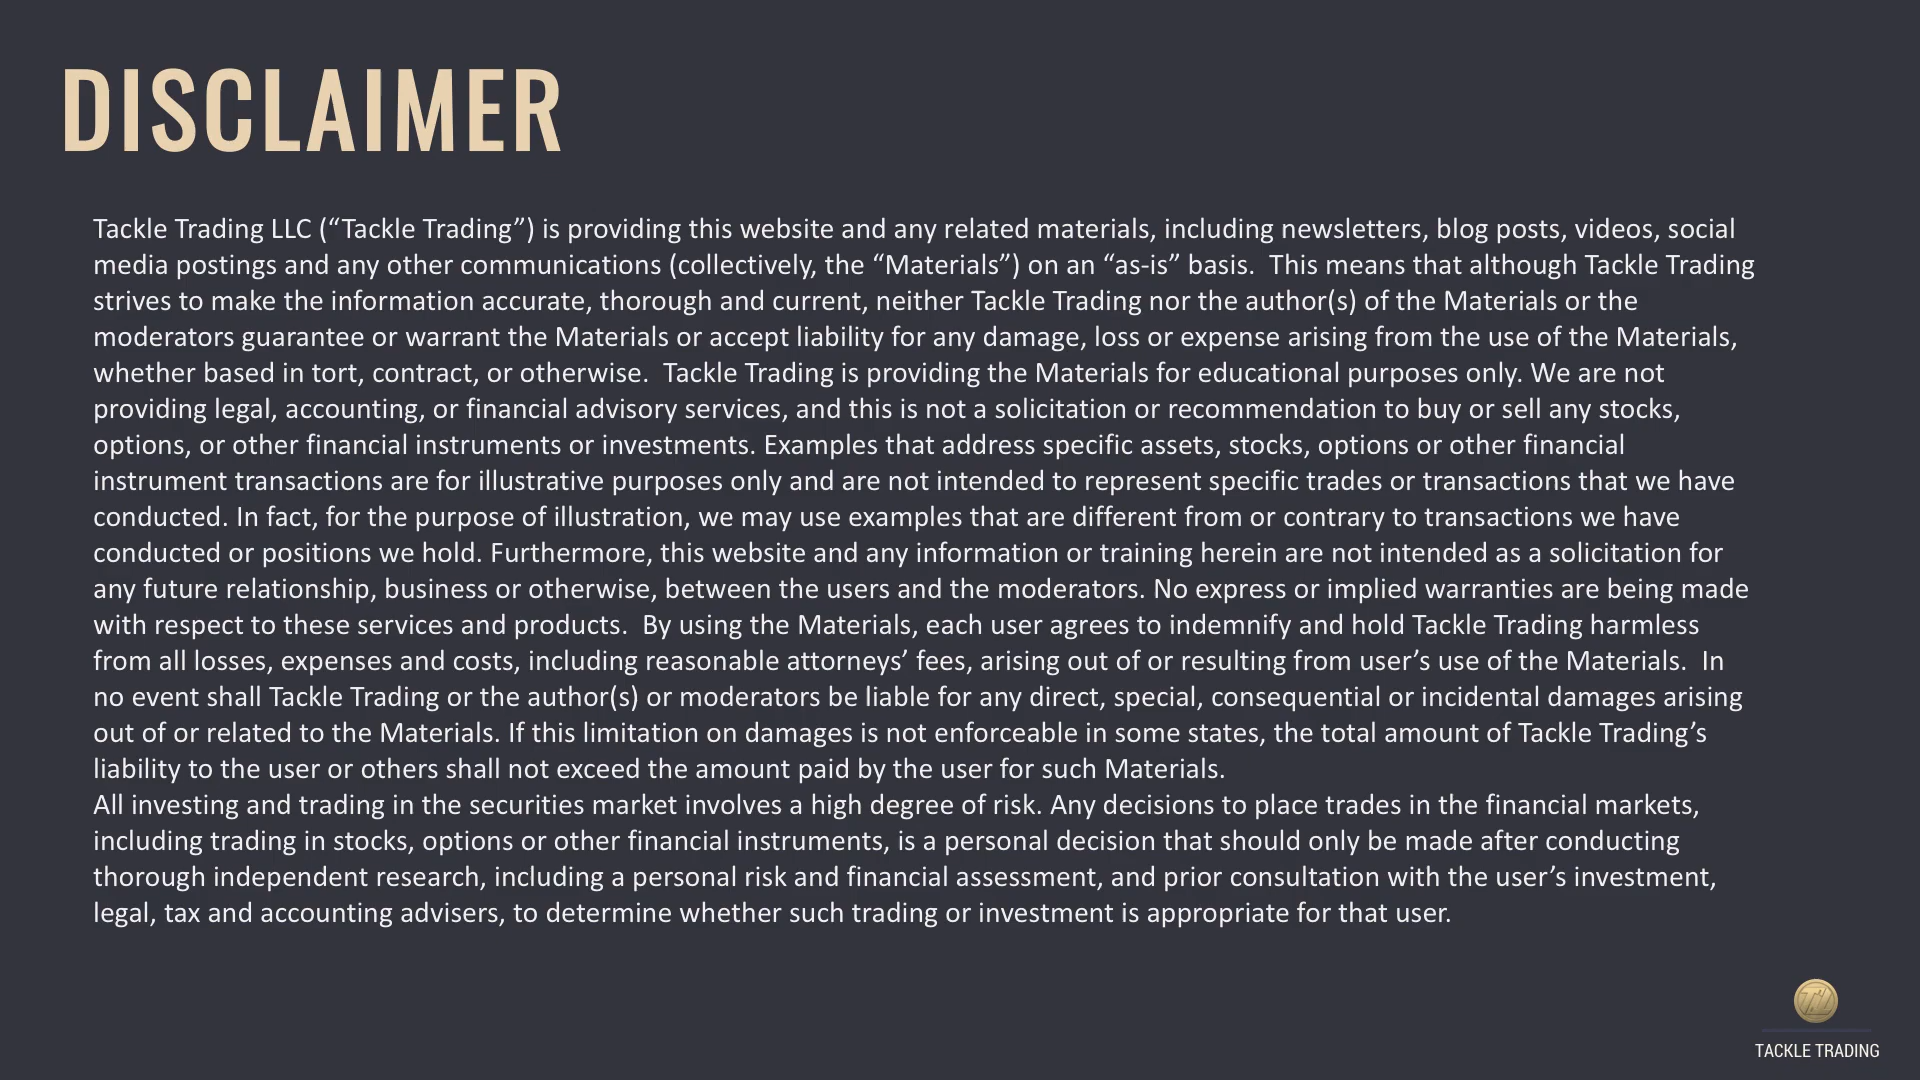 DISCLAIMER
Tackle Trading LLC (“Tackle Trading”) is providing this website and any related materials, including newsletters, blog posts, videos, social
media postings and any other communications (collectively, the “Materials”) on an “as-is” basis.  This means that although Tackle Trading
strives to make the information accurate, thorough and current, neither Tackle Trading nor the author(s) of the Materials or the
moderators guarantee or warrant the Materials or accept liability for any damage, loss or expense arising from the use of the Materials,
whether based in tort, contract, or otherwise.  Tackle Trading is providing the Materials for educational purposes only. We are not
providing legal, accounting, or financial advisory services, and this is not a solicitation or recommendation to buy or sell any stocks,
options, or other financial instruments or investments. Examples that address specific assets, stocks, options or other financial
instrument transactions are for illustrative purposes only and are not intended to represent specific trades or transactions that we have
conducted. In fact, for the purpose of illustration, we may use examples that are different from or contrary to transactions we have
conducted or positions we hold. Furthermore, this website and any information or training herein are not intended as a solicitation for
any future relationship, business or otherwise, between the users and the moderators. No express or implied warranties are being made
with respect to these services and products.  By using the Materials, each user agrees to indemnify and hold Tackle Trading harmless
from all losses, expenses and costs, including reasonable attorneys’ fees, arising out of or resulting from user’s use of the Materials.  In
no event shall Tackle Trading or the author(s) or moderators be liable for any direct, special, consequential or incidental damages arising
out of or related to the Materials. If this limitation on damages is not enforceable in some states, the total amount of Tackle Trading’s
liability to the user or others shall not exceed the amount paid by the user for such Materials.
All investing and trading in the securities market involves a high degree of risk. Any decisions to place trades in the financial markets,
including trading in stocks, options or other financial instruments, is a personal decision that should only be made after conducting
thorough independent research, including a personal risk and financial assessment, and prior consultation with the user’s investment,
legal, tax and accounting advisers, to determine whether such trading or investment is appropriate for that user.
TACKLE TRADING